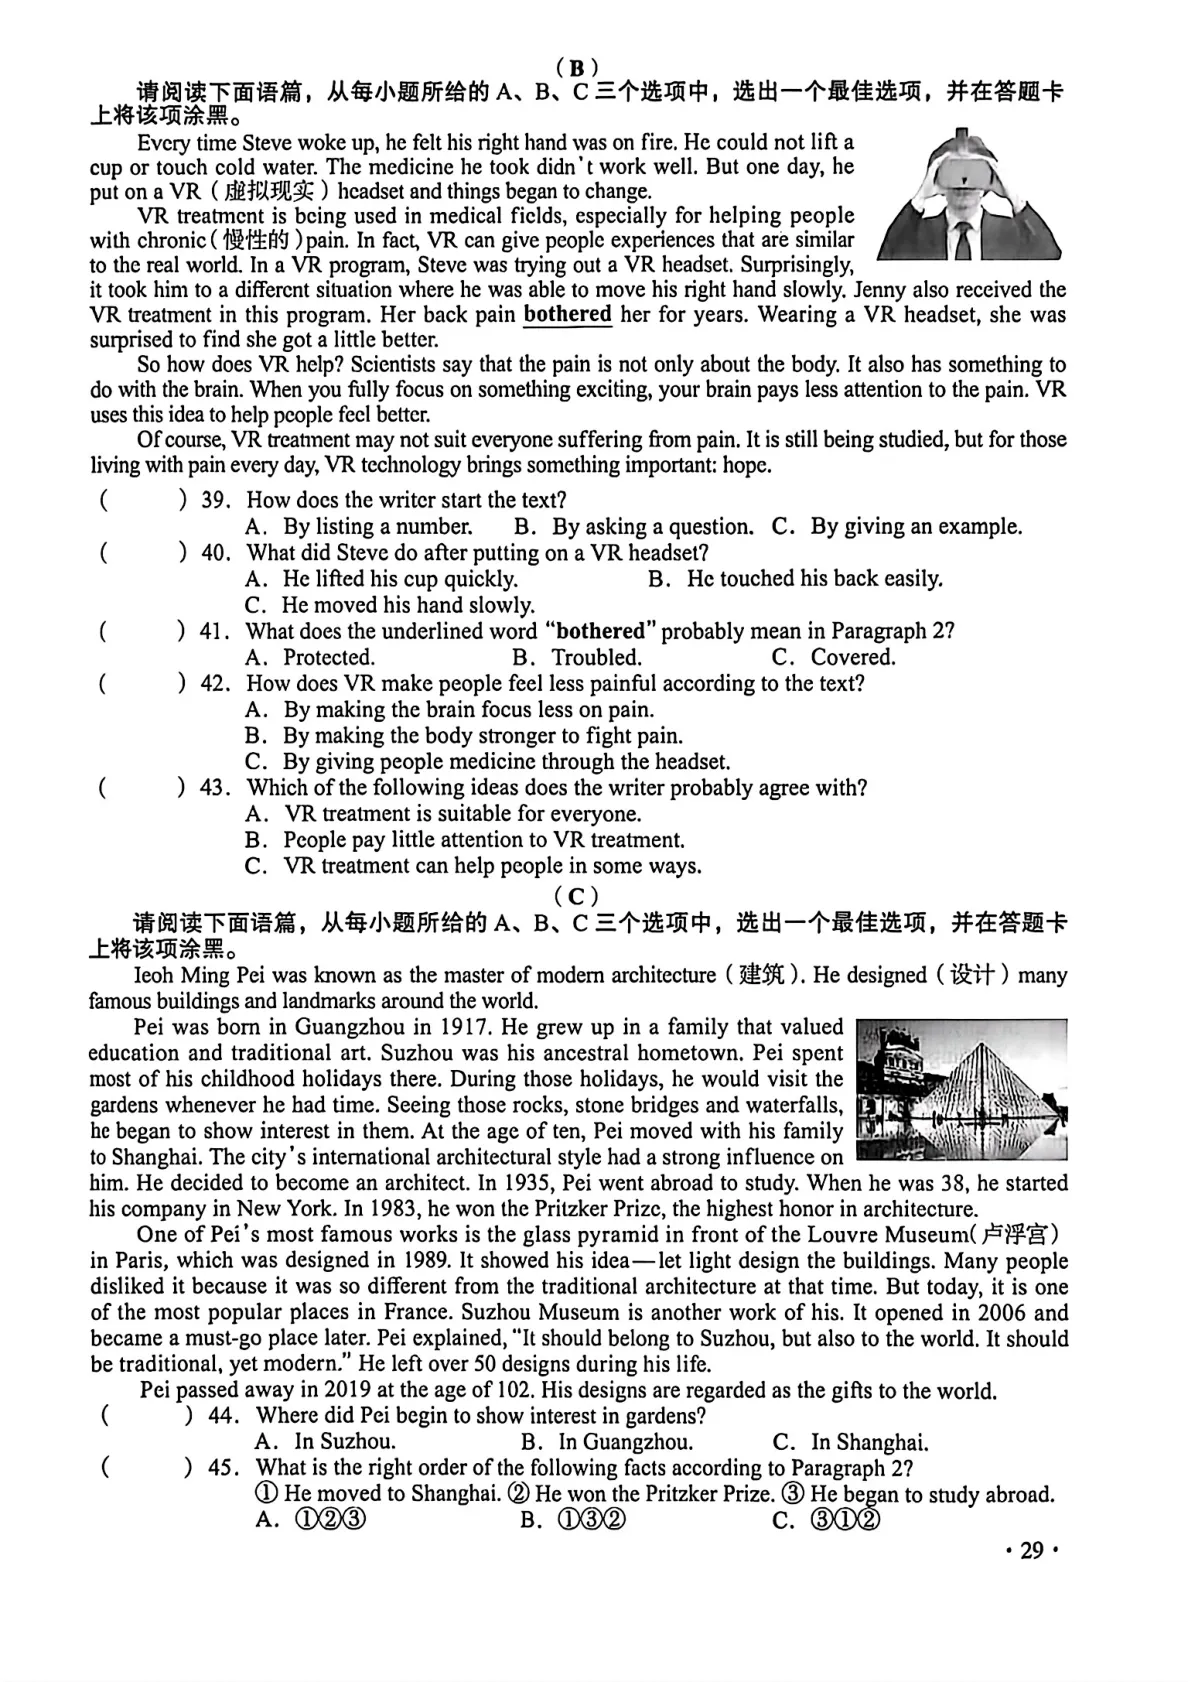 （B）
请阅读下面语篇，从每小题所给的 A、B、C 三个选项中，选出一个最佳选项，并在答题卡
上将该项涂黑。
Every time Steve woke up, he felt his right hand was on fire. He could not lift a
cup or touch cold water. The medicine he took didn't work well. But one day, he
put on a VR（虚拟现实）headset and things began to change.
VR treatment is being used in medical fields, especially for helping people
with chronic(慢性的)pain. In fact, VR can give people experiences that are similar
to the real world. In a VR program, Steve was trying out a VR headset. Surprisingly,
it took him to a different situation where he was able to move his right hand slowly. Jenny also received the
VR treatment in this program. Her back pain bothered her for years. Wearing a VR headset, she was
surprised to find she got a little better.
So how does VR help? Scientists say that the pain is not only about the body. It also has something to
do with the brain. When you fully focus on something exciting, your brain pays less attention to the pain. VR
uses this idea to help people feel better.
Of course, VR treatment may not suit everyone suffering from pain. It is still being studied, but for those
living with pain every day, VR technology brings something important: hope.
(    ) 39. How does the writer start the text?
A. By listing a number. B. By asking a question. C. By giving an example.
(    ) 40. What did Steve do after putting on a VR headset?
A. He lifted his cup quickly. B. He touched his back easily.
C. He moved his hand slowly.
(    ) 41. What does the underlined word "bothered" probably mean in Paragraph 2?
A. Protected. B. Troubled. C. Covered.
(    ) 42. How does VR make people feel less painful according to the text?
A. By making the brain focus less on pain.
B. By making the body stronger to fight pain.
C. By giving people medicine through the headset.
(    ) 43. Which of the following ideas does the writer probably agree with?
A. VR treatment is suitable for everyone.
B. People pay little attention to VR treatment.
C. VR treatment can help people in some ways.
（C）
请阅读下面语篇，从每小题所给的 A、B、C 三个选项中，选出一个最佳选项，并在答题卡
上将该项涂黑。
Ieoh Ming Pei was known as the master of modern architecture（建筑）. He designed（设计）many
famous buildings and landmarks around the world.
Pei was born in Guangzhou in 1917. He grew up in a family that valued
education and traditional art. Suzhou was his ancestral hometown. Pei spent
most of his childhood holidays there. During those holidays, he would visit the
gardens whenever he had time. Seeing those rocks, stone bridges and waterfalls,
he began to show interest in them. At the age of ten, Pei moved with his family
to Shanghai. The city's international architectural style had a strong influence on
him. He decided to become an architect. In 1935, Pei went abroad to study. When he was 38, he started
his company in New York. In 1983, he won the Pritzker Prize, the highest honor in architecture.
One of Pei's most famous works is the glass pyramid in front of the Louvre Museum(卢浮宫)
in Paris, which was designed in 1989. It showed his idea—let light design the buildings. Many people
disliked it because it was so different from the traditional architecture at that time. But today, it is one
of the most popular places in France. Suzhou Museum is another work of his. It opened in 2006 and
became a must-go place later. Pei explained, "It should belong to Suzhou, but also to the world. It should
be traditional, yet modern." He left over 50 designs during his life.
Pei passed away in 2019 at the age of 102. His designs are regarded as the gifts to the world.
(    ) 44. Where did Pei begin to show interest in gardens?
A. In Suzhou. B. In Guangzhou. C. In Shanghai.
(    ) 45. What is the right order of the following facts according to Paragraph 2?
① He moved to Shanghai. ② He won the Pritzker Prize. ③ He began to study abroad.
A. ①②③ B. ①③② C. ③①②
· 29 ·